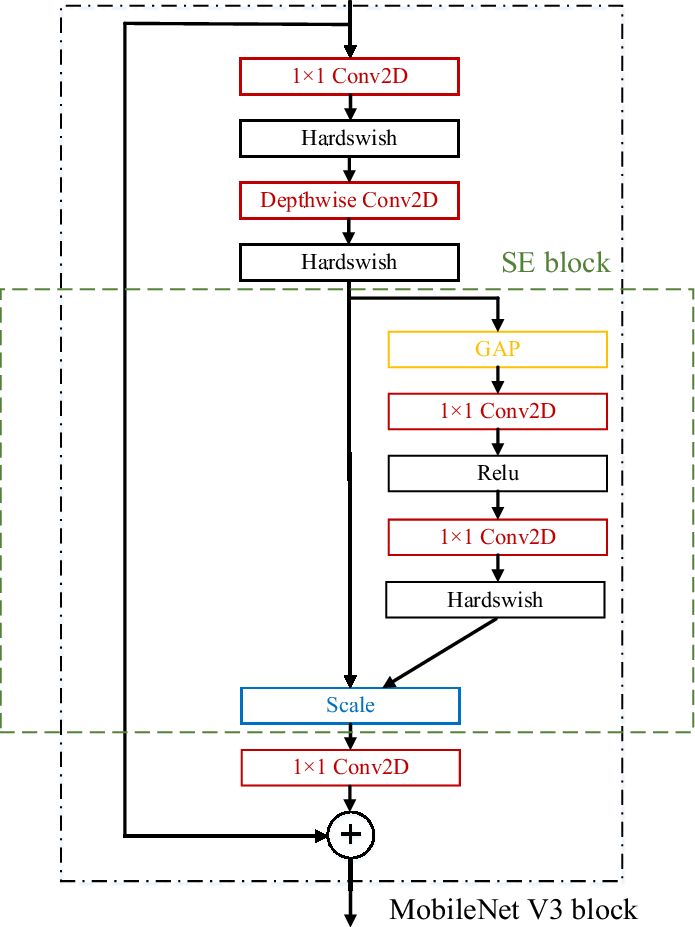 1×1 Conv2D
Hardswish
Depthwise Conv2D
Hardswish
SE block
GAP
1×1 Conv2D
Relu
1×1 Conv2D
Hardswish
Scale
1×1 Conv2D
+
MobileNet V3 block